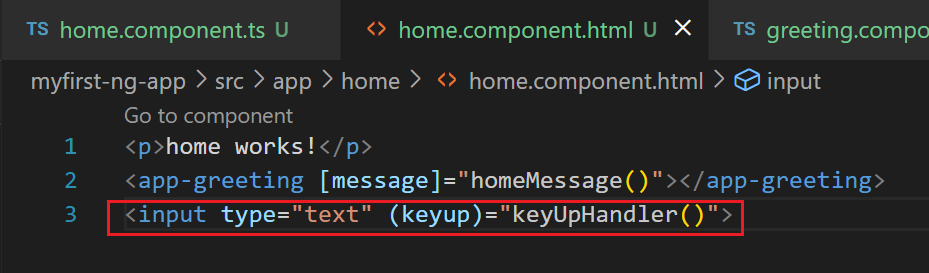 TS home.component.ts U <> home.component.html U × TS greeting.compo
myfirst-ng-app > src > app > home > <> home.component.html > input
Go to component
1 <p>home works!</p>
2 <app-greeting [message]="homeMessage()"></app-greeting>
3 <input type="text" (keyup)="keyUpHandler()">